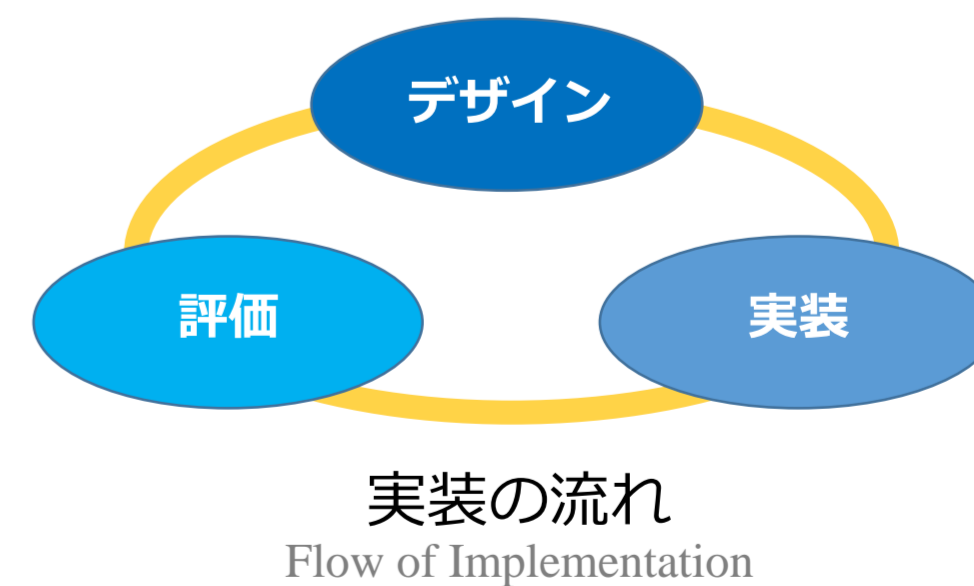 デザイン
評価
実装
実装の流れ
Flow of Implementation